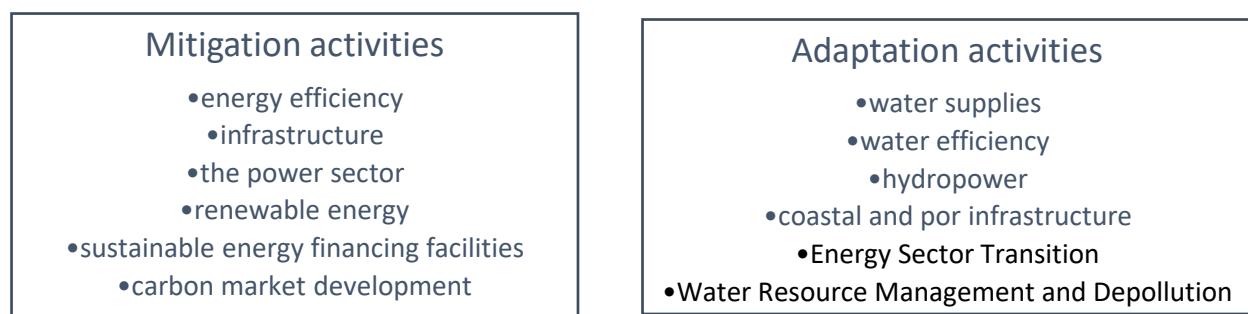 Mitigation activities
•energy efficiency
•infrastructure
•the power sector
•renewable energy
•sustainable energy financing facilities
•carbon market development
Adaptation activities
•water supplies
•water efficiency
•hydropower
•coastal and por infrastructure
•Energy Sector Transition
•Water Resource Management and Depollution